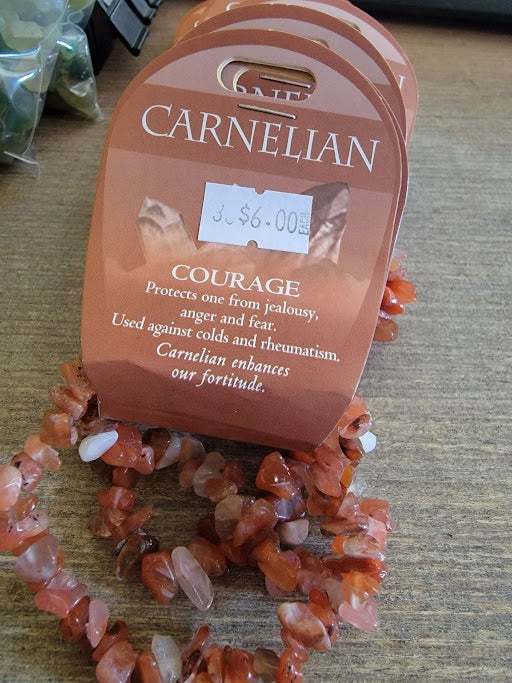 CARNELIAN
$6.00
EACH
COURAGE
Protects one from jealousy,
anger and fear.
Used against colds and rheumatism.
Carnelian enhances
our fortitude.